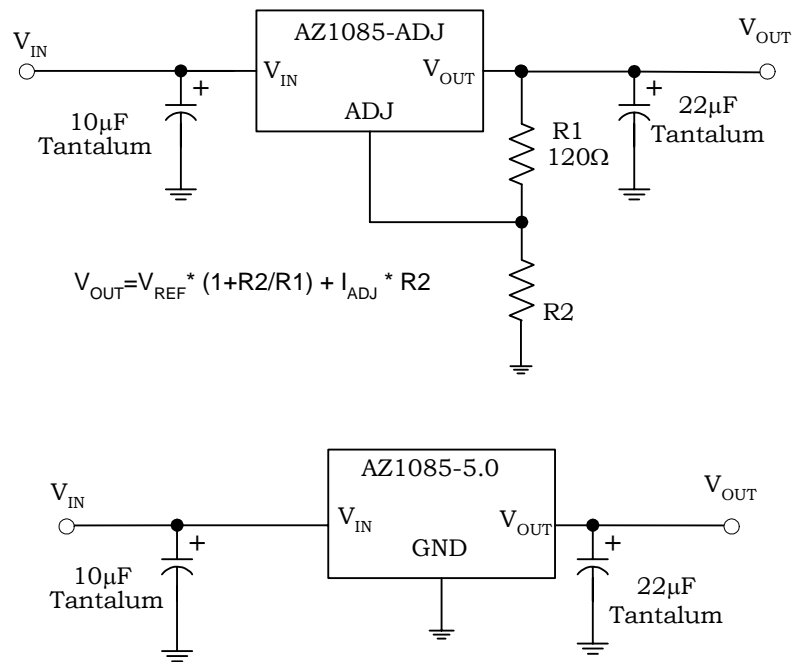 AZ1085-ADJ
V_IN
V_OUT
V_IN
V_OUT
ADJ
+
10μF
Tantalum
R1
120Ω
+
22μF
Tantalum
V_OUT=V_REF* (1+R2/R1) + I_ADJ * R2
R2
AZ1085-5.0
V_IN
V_OUT
V_IN
V_OUT
GND
+
10μF
Tantalum
+
22μF
Tantalum